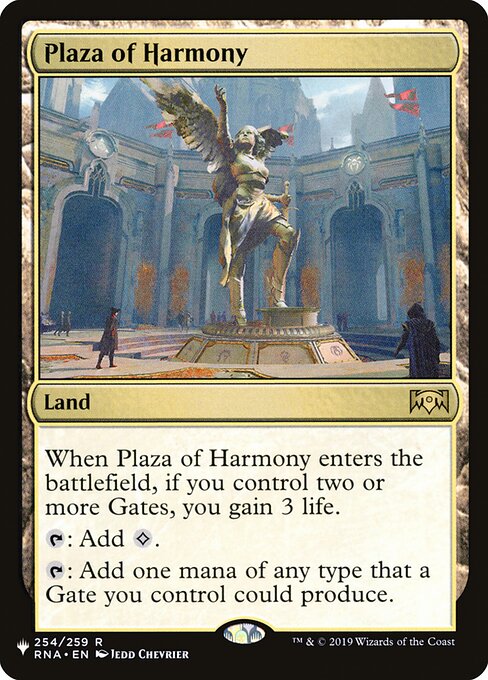 Plaza of Harmony
Land
When Plaza of Harmony enters the
battlefield, if you control two or
more Gates, you gain 3 life.
: Add .
: Add one mana of any type that a
Gate you control could produce.
254/259 R
RNA • EN Jedd Chevrier
™ & © 2019 Wizards of the Coast